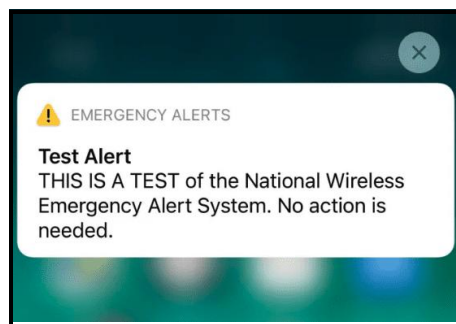 EMERGENCY ALERTS
Test Alert
THIS IS A TEST of the National Wireless
Emergency Alert System. No action is
needed.